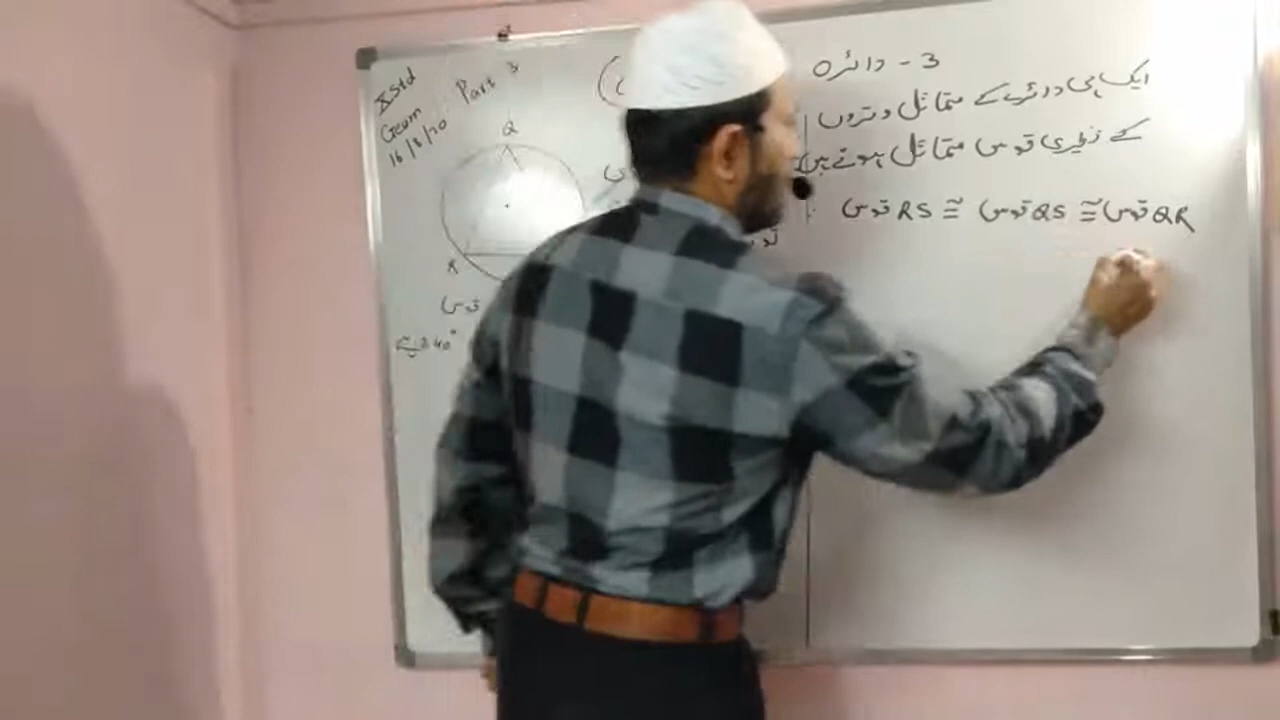 X Std
Geom
16/8/20
Part 3
Q
R
قوس
240°
3 - دائرہ
ایک ہی دائرے کے متماثل وتروں
کے نظیری قوس متماثل ہوتے ہیں
قوس QR ≅ قوس QS ≅ قوس RS